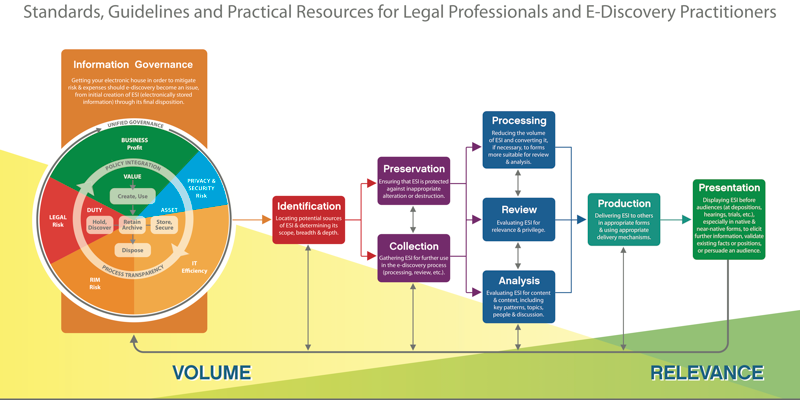 Standards, Guidelines and Practical Resources for Legal Professionals and E-Discovery Practitioners
Information Governance
Getting your electronic house in order to mitigate
risk & expenses should e-discovery become an issue,
from initial creation of ESI (electronically stored
information) through its final disposition.
UNIFIED GOVERNANCE
BUSINESS
Profit
POLICY INTEGRATION
VALUE
Create, Use
PRIVACY &
SECURITY
Risk
LEGAL
Risk
DUTY
ASSET
Hold,
Discover
Retain
Archive
Store,
Secure
Dispose
PROCESS TRANSPARENCY
RIM
Risk
IT
Efficiency
Identification
Locating potential sources
of ESI & determining its
scope, breadth & depth.
Preservation
Ensuring that ESI is protected
against inappropriate
alteration or destruction.
Collection
Gathering ESI for further use
in the e-discovery process
(processing, review, etc.).
Processing
Reducing the volume
of ESI and converting it,
if necessary, to forms
more suitable for review
& analysis.
Review
Evaluating ESI for
relevance & privilege.
Analysis
Evaluating ESI for content
& context, including
key patterns, topics,
people & discussion.
Production
Delivering ESI to others
in appropriate forms
& using appropriate
delivery mechanisms.
Presentation
Displaying ESI before
audiences (at depositions,
hearings, trials, etc.),
especially in native &
near-native forms, to elicit
further information, validate
existing facts or positions,
or persuade an audience.
VOLUME
RELEVANCE